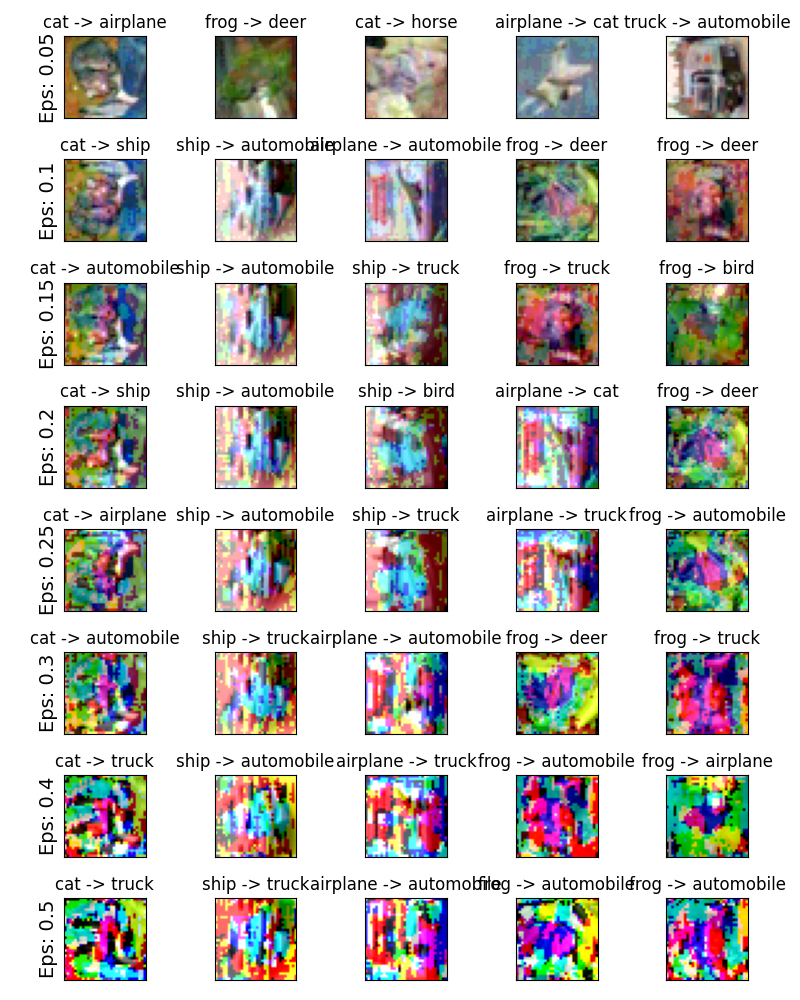 cat -> airplane frog -> deer cat -> horse airplane -> cat truck -> automobile
Eps: 0.05
cat -> ship ship -> automobile airplane -> automobile frog -> deer frog -> deer
Eps: 0.1
cat -> automobile ship -> automobile ship -> truck frog -> truck frog -> bird
Eps: 0.15
cat -> ship ship -> automobile ship -> bird airplane -> cat frog -> deer
Eps: 0.2
cat -> airplane ship -> automobile ship -> truck airplane -> truck frog -> automobile
Eps: 0.25
cat -> automobile ship -> truck airplane -> automobile frog -> deer frog -> truck
Eps: 0.3
cat -> truck ship -> automobile airplane -> truck frog -> automobile frog -> airplane
Eps: 0.4
cat -> truck ship -> truck airplane -> automobile frog -> automobile frog -> automobile
Eps: 0.5